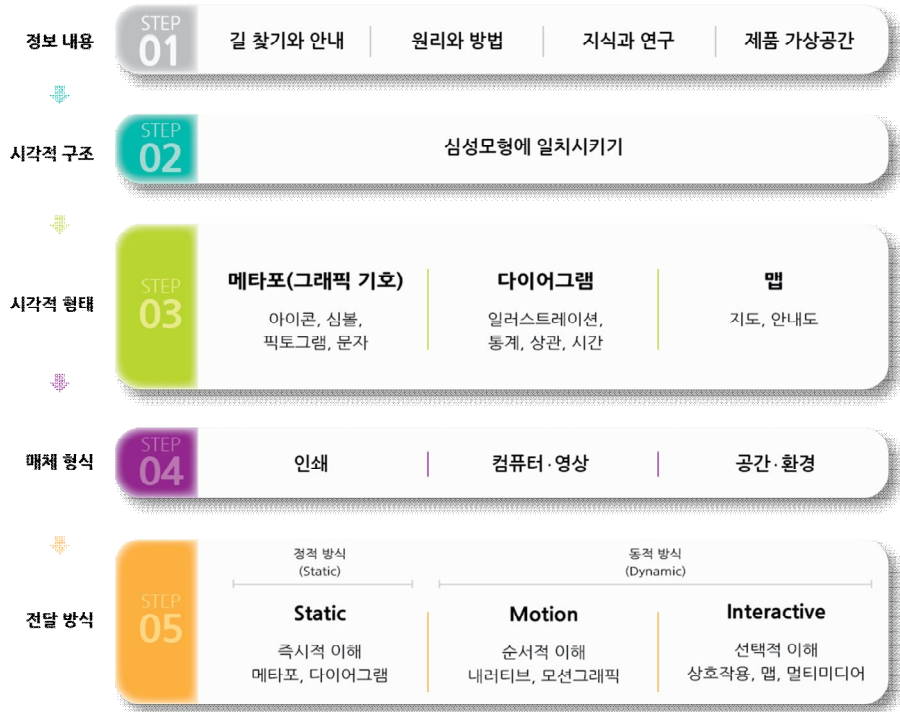 정보 내용
STEP
01
길 찾기와 안내
원리와 방법
지식과 연구
제품 가상공간
시각적 구조
STEP
02
심성모형에 일치시키기
시각적 형태
STEP
03
메타포(그래픽 기호)
아이콘, 심볼,
픽토그램, 문자
다이어그램
일러스트레이션,
통계, 상관, 시간
맵
지도, 안내도
매체 형식
STEP
04
인쇄
컴퓨터·영상
공간·환경
전달 방식
STEP
05
정적 방식
(Static)
동적 방식
(Dynamic)
Static
즉시적 이해
메타포, 다이어그램
Motion
순서적 이해
내러티브, 모션그래픽
Interactive
선택적 이해
상호작용, 맵, 멀티미디어